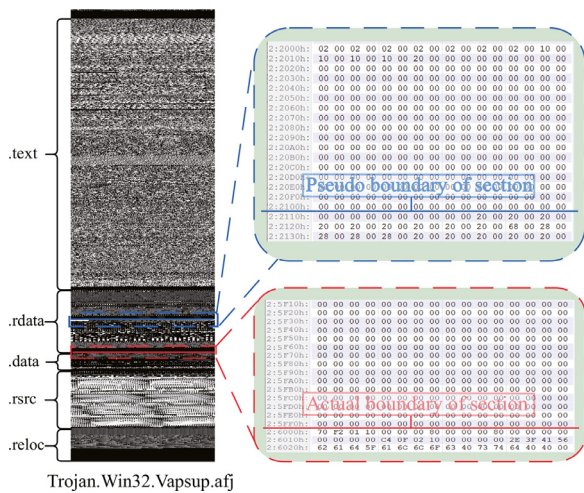 .text
.rdata
.data
.rsrc
.reloc
Trojan.Win32.Vapsup.afj
2:2000h: 02 00 02 00 02 00 02 00 02 00 02 00 02 00 10 00
2:2010h: 10 00 10 00 10 00 20 00 00 00 00 00 00 00 00 00
2:2020h: 00 00 00 00 00 00 00 00 00 00 00 00 00 00 00 00
2:2030h: 00 00 00 00 00 00 00 00 00 00 00 00 00 00 00 00
2:2040h: 00 00 00 00 00 00 00 00 00 00 00 00 00 00 00 00
2:2050h: 00 00 00 00 00 00 00 00 00 00 00 00 00 00 00 00
2:2060h: 00 00 00 00 00 00 00 00 00 00 00 00 00 00 00 00
2:2070h: 00 00 00 00 00 00 00 00 00 00 00 00 00 00 00 00
2:2080h: 00 00 00 00 00 00 00 00 00 00 00 00 00 00 00 00
2:2090h: 00 00 00 00 00 00 00 00 00 00 00 00 00 00 00 00
2:20A0h: 00 00 00 00 00 00 00 00 00 00 00 00 00 00 00 00
2:20B0h: 00 00 00 00 00 00 00 00 00 00 00 00 00 00 00 00
2:20C0h: 00 00 00 00 00 00 00 00 00 00 00 00 00 00 00 00
Pseudo boundary of section
2:2100h: 00 00 00 00 00 00 00 00 00 00 00 00 00 00 00 00
2:2110h: 00 00 00 00 00 00 00 00 00 00 20 00 20 00 20 00
2:2120h: 20 00 20 00
2:2130h: 28 00 28 00 28 00 20 00 20 00 20 00 20 00 20 00
2:5F10h: 00 00 00 00 00 00 00 00 00 00 00 00 00 00 00 00
2:5F20h: 00 00 00 00 00 00 00 00 00 00 00 00 00 00 00 00
2:5F30h: 00 00 00 00 00 00 00 00 00 00 00 00 00 00 00 00
2:5F40h: 00 00 00 00 00 00 00 00 00 00 00 00 00 00 00 00
2:5F50h: 00 00 00 00 00 00 00 00 00 00 00 00 00 00 00 00
2:5F60h: 00 00 00 00 00 00 00 00 00 00 00 00 00 00 00 00
2:5F70h: 00 00 00 00 00 00 00 00 00 00 00 00 00 00 00 00
2:5F80h: 00 00 00 00 00 00 00 00 00 00 00 00 00 00 00 00
2:5F90h: 00 00 00 00 00 00 00 00 00 00 00 00 00 00 00 00
2:5FA0h: 00 00 00 00 00 00 00 00 00 00 00 00 00 00 00 00
Actual boundary of section
2:5FF0h: 00 00 00 00 00 00 00 00 00 00 00 00 00 00 00 00
2:6000h: 70 F2 01 10 00 00
2:6010h: 00 00 00 00 C4 0F 02 10 00 00 00 00 2E 3F 41 56
2:6020h: 62 61 64 5F 61 6C 6C 6F 63 40 73 74 64 40 40 00